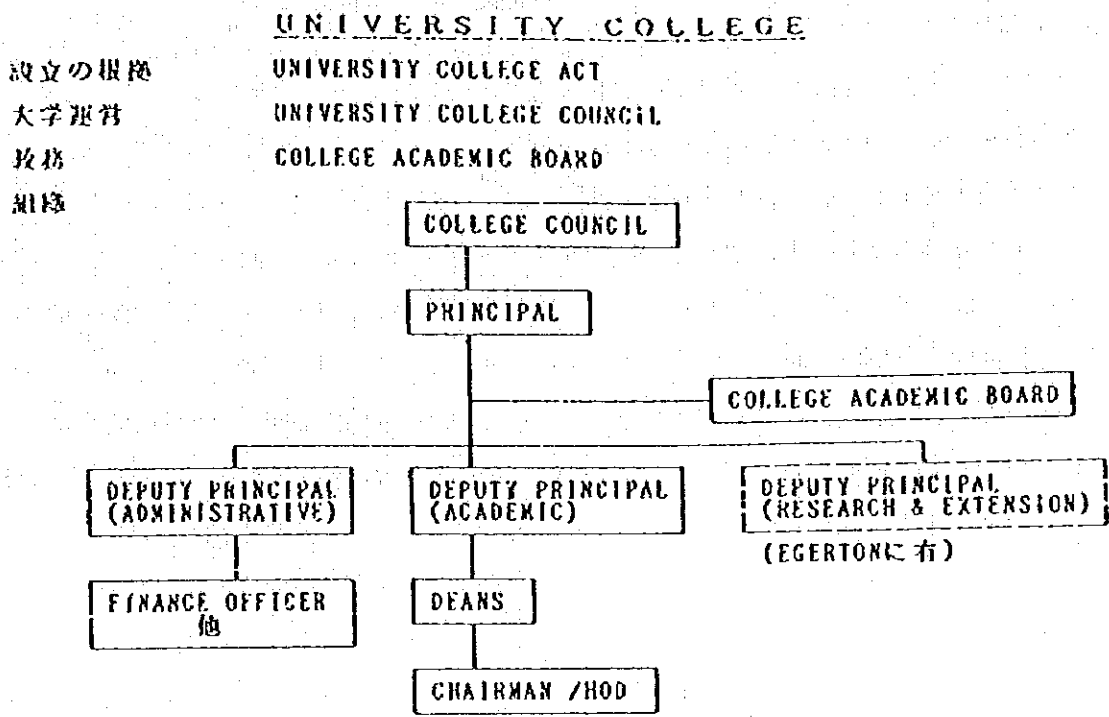 UNIVERSITY COLLEGE
設立の根拠 UNIVERSITY COLLEGE ACT
大学運営 UNIVERSITY COLLEGE COUNCIL
教務 COLLEGE ACADEMIC BOARD
組織
COLLEGE COUNCIL
PRINCIPAL
COLLEGE ACADEMIC BOARD
DEPUTY PRINCIPAL
(ADMINISTRATIVE)
DEPUTY PRINCIPAL
(ACADEMIC)
DEPUTY PRINCIPAL
(RESEARCH & EXTENSION)
(EGERTONに有)
FINANCE OFFICER
他
DEANS
CHAIRMAN /HOD